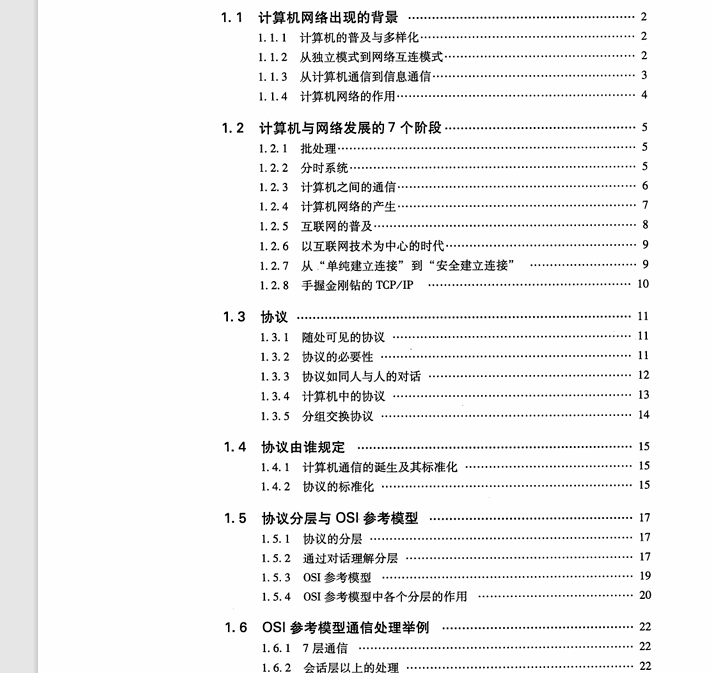 1.1 计算机网络出现的背景 …… 2
1.1.1 计算机的普及与多样化 …… 2
1.1.2 从独立模式到网络互连模式 …… 2
1.1.3 从计算机通信到信息通信 …… 3
1.1.4 计算机网络的作用 …… 4
1.2 计算机与网络发展的7个阶段 …… 5
1.2.1 批处理 …… 5
1.2.2 分时系统 …… 5
1.2.3 计算机之间的通信 …… 6
1.2.4 计算机网络的产生 …… 7
1.2.5 互联网的普及 …… 8
1.2.6 以互联网技术为中心的时代 …… 9
1.2.7 从“单纯建立连接”到“安全建立连接” …… 9
1.2.8 手握金刚钻的TCP/IP …… 10
1.3 协议 …… 11
1.3.1 随处可见的协议 …… 11
1.3.2 协议的必要性 …… 11
1.3.3 协议如同人与人的对话 …… 12
1.3.4 计算机中的协议 …… 13
1.3.5 分组交换协议 …… 14
1.4 协议由谁规定 …… 15
1.4.1 计算机通信的诞生及其标准化 …… 15
1.4.2 协议的标准化 …… 15
1.5 协议分层与OSI参考模型 …… 17
1.5.1 协议的分层 …… 17
1.5.2 通过对话理解分层 …… 17
1.5.3 OSI参考模型 …… 19
1.5.4 OSI参考模型中各个分层的作用 …… 20
1.6 OSI参考模型通信处理举例 …… 22
1.6.1 7层通信 …… 22
1.6.2 会话层以上的处理 …… 22